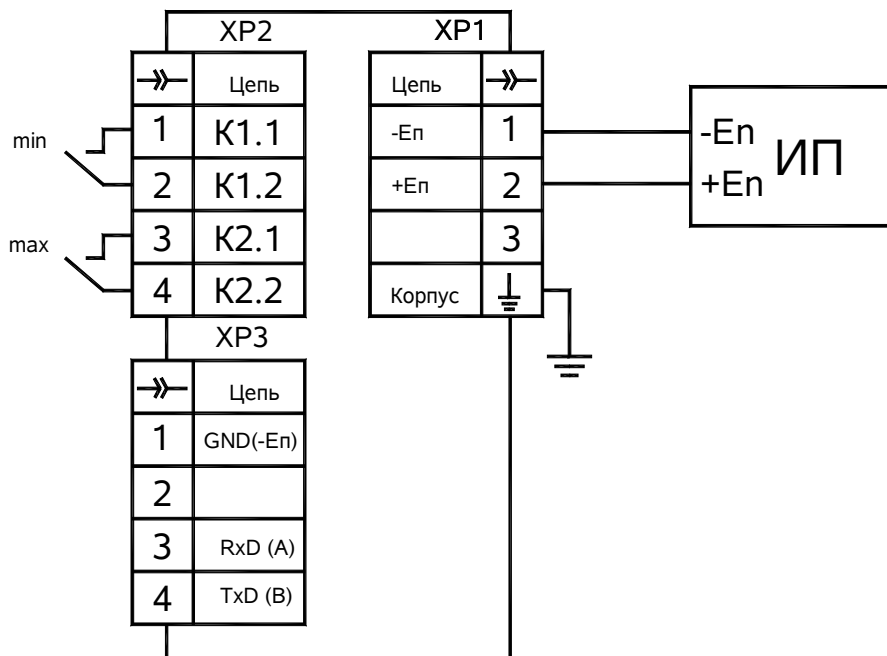 XP2
XP1
Цепь
Цепь
min
1
К1.1
-Еп
1
-En
ИП
2
К1.2
+Еп
2
+En
max
3
К2.1
3
4
К2.2
Корпус
XP3
Цепь
1
GND(-Еп)
2
3
RxD (A)
4
TxD (B)